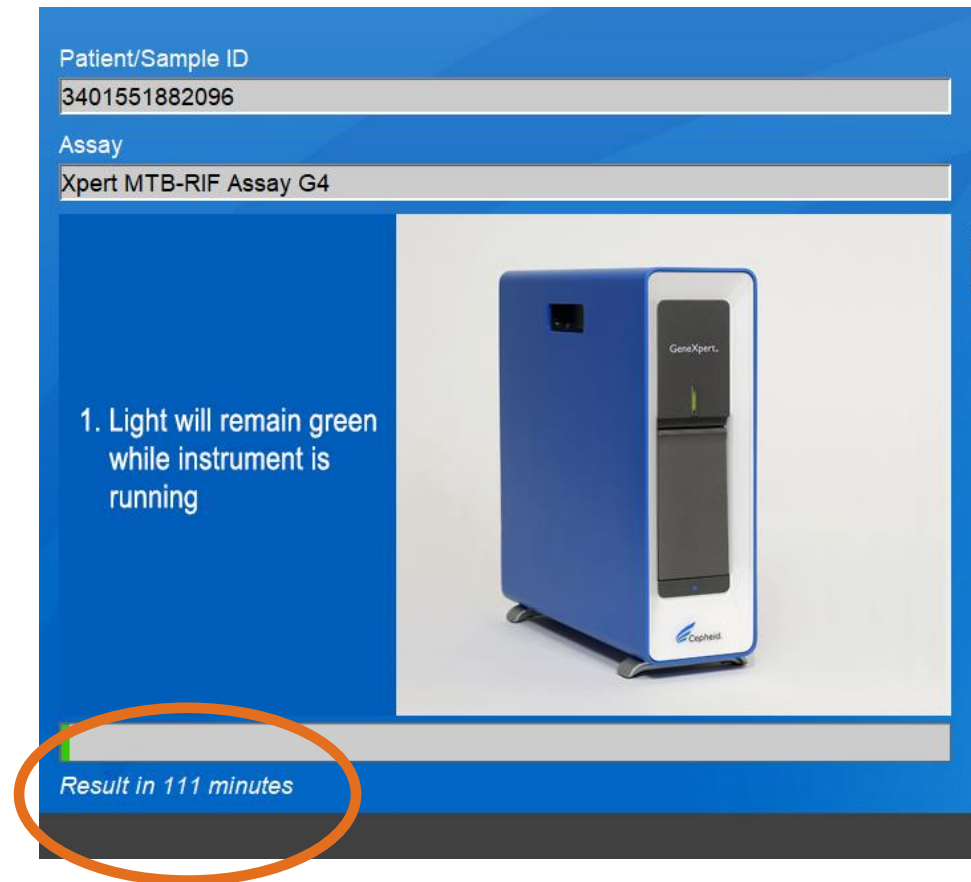 Patient/Sample ID
3401551882096
Assay
Xpert MTB-RIF Assay G4
1. Light will remain green
while instrument is
running
GeneXpert.
Cepheid.
Result in 111 minutes